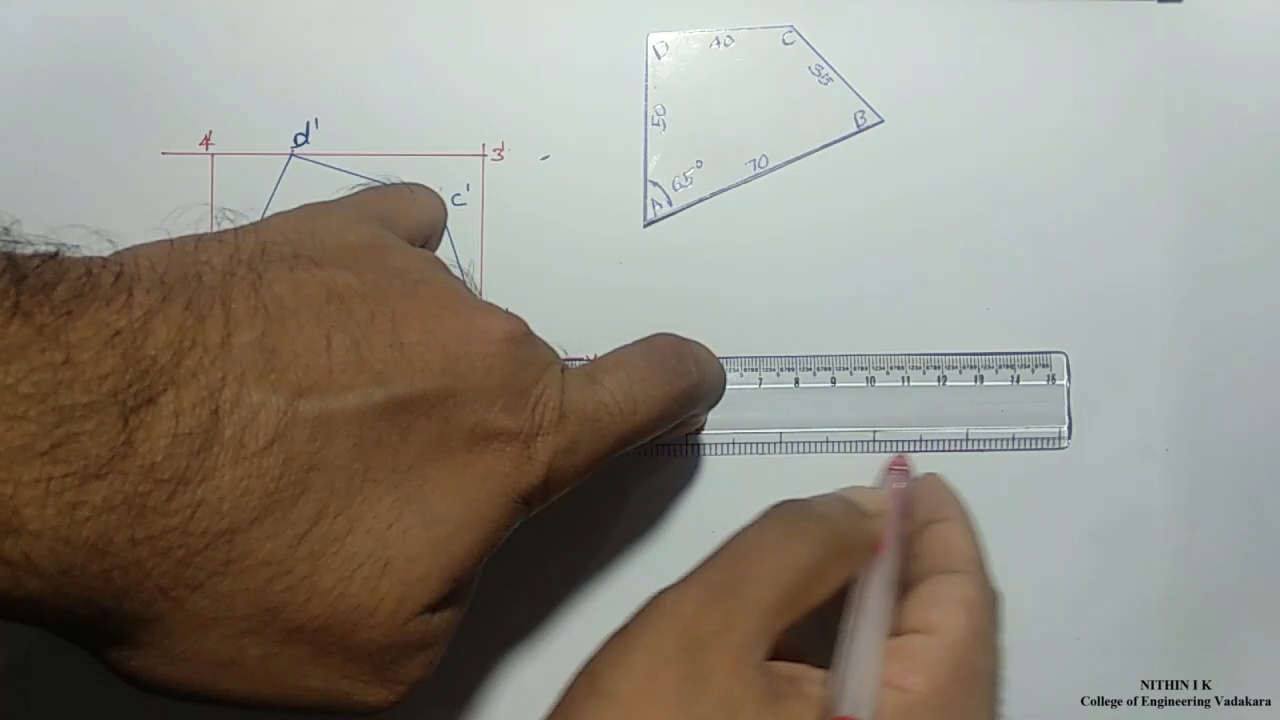 D
40
C
35
50
B
65°
70
A
4'
d'
3'
c'
7 8 9 10 11 12 13 14 15
NITHIN I K
College of Engineering Vadakara